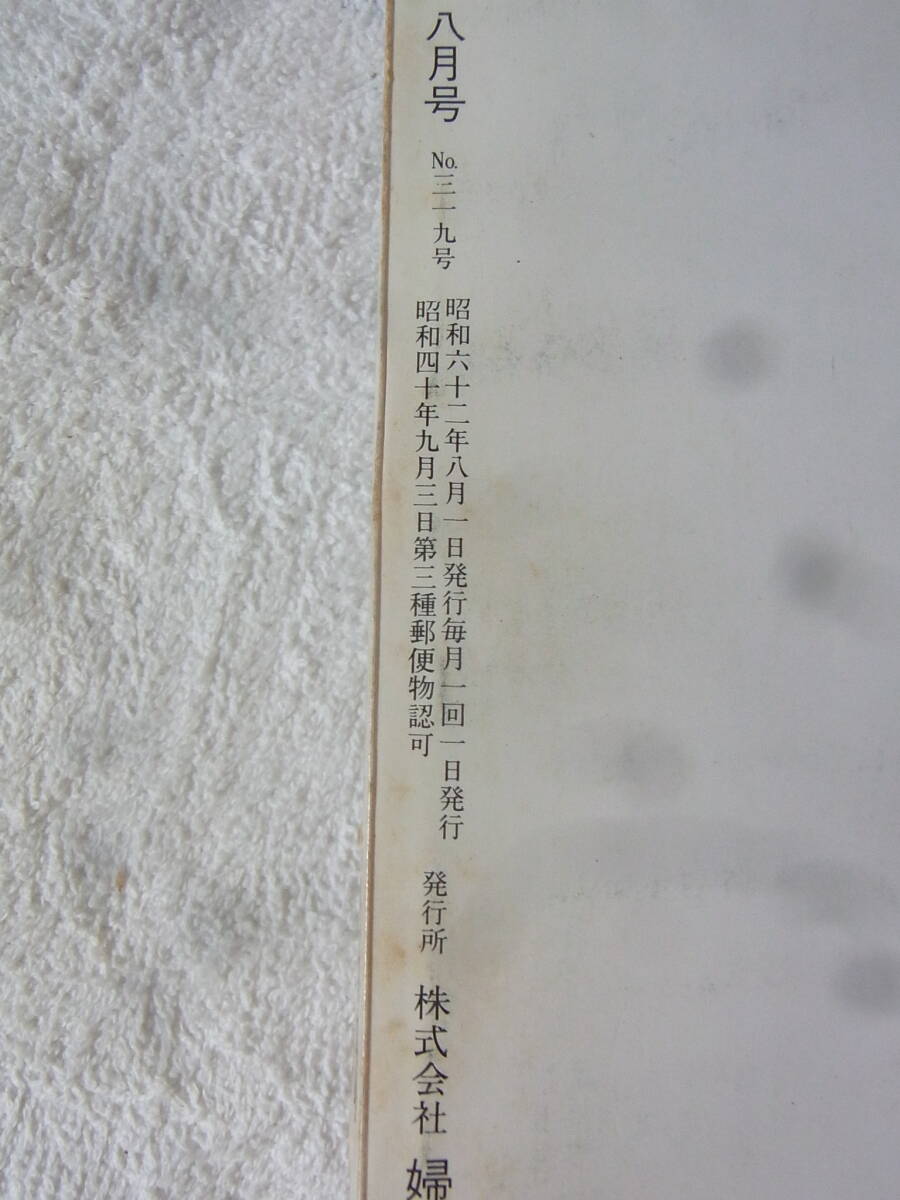 八月号
No.三一九号
昭和六十二年八月一日発行毎月一回一日発行
昭和四十年九月三日第三種郵便物認可
発行所
株式会社
婦